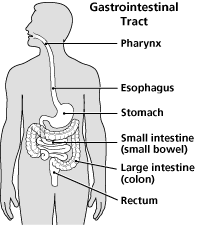 Gastrointestinal
Tract
Pharynx
Esophagus
Stomach
Small intestine
(small bowel)
Large intestine
(colon)
Rectum